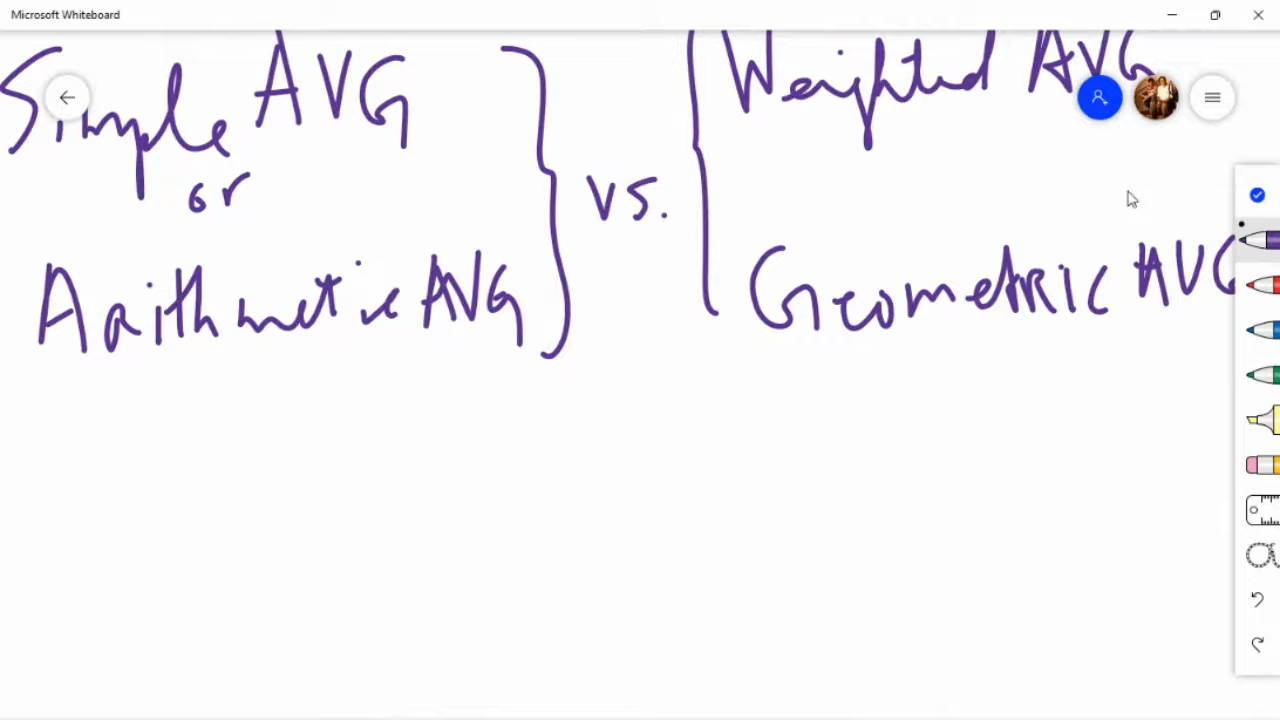 Microsoft Whiteboard
Simple AVG
or
Arithmetic AVG
vs.
Weighted AVG
Geometric AVG